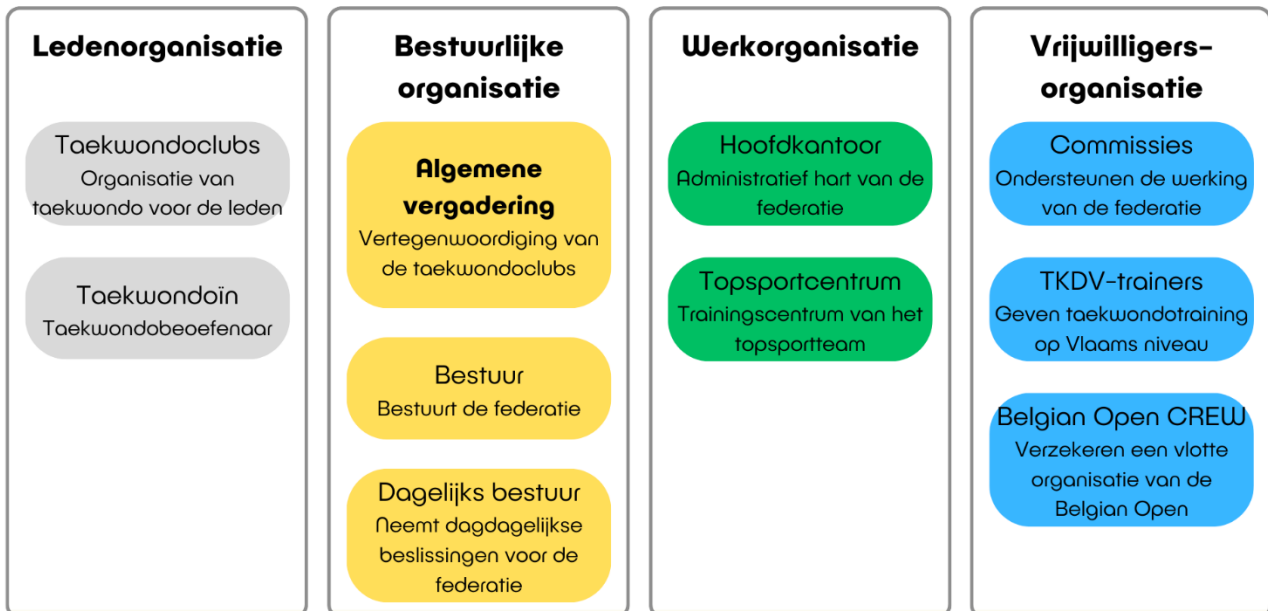 Ledenorganisatie
Taekwondoclubs
Organisatie van
taekwondo voor de leden
Taekwondoïn
Taekwondobeoefenaar
Bestuurlijke
organisatie
Algemene
vergadering
Vertegenwoordiging van
de taekwondoclubs
Bestuur
Bestuurt de federatie
Dagelijks bestuur
Neemt dagdagelijkse
beslissingen voor de
federatie
Werkorganisatie
Hoofdkantoor
Administratief hart van de
federatie
Topsportcentrum
Trainingscentrum van het
topsportteam
Vrijwilligers-
organisatie
Commissies
Ondersteunen de werking
van de federatie
TKDV-trainers
Geven taekwondotraining
op Vlaams niveau
Belgian Open CREW
Verzekeren een vlotte
organisatie van de
Belgian Open